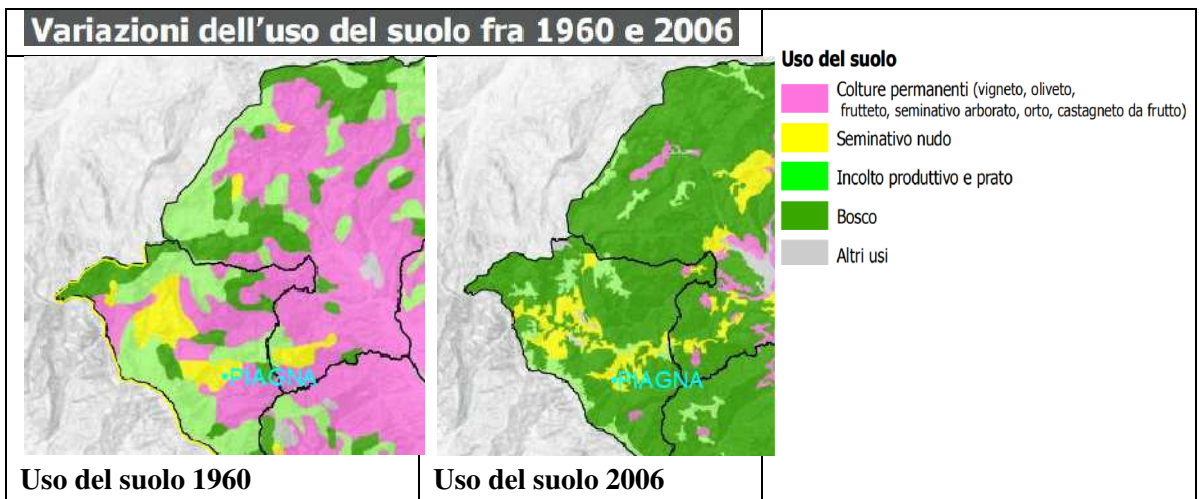 Variazioni dell'uso del suolo fra 1960 e 2006
•PIAGNA
Uso del suolo 1960
•PIAGNA
Uso del suolo 2006
Uso del suolo
Colture permanenti (vigneto, oliveto,
frutteto, seminativo arborato, orto, castagneto da frutto)
Seminativo nudo
Incolto produttivo e prato
Bosco
Altri usi